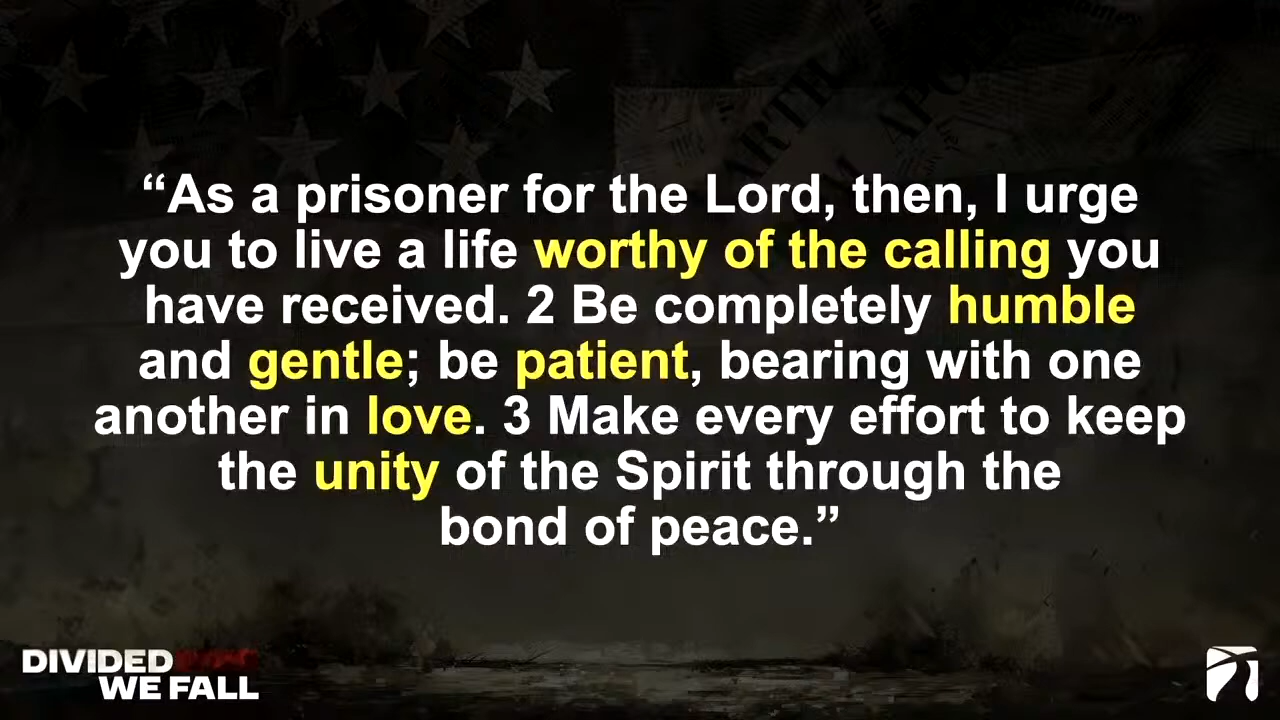 “As a prisoner for the Lord, then, I urge
you to live a life worthy of the calling you
have received. 2 Be completely humble
and gentle; be patient, bearing with one
another in love. 3 Make every effort to keep
the unity of the Spirit through the
bond of peace.”
DIVIDED
WE FALL